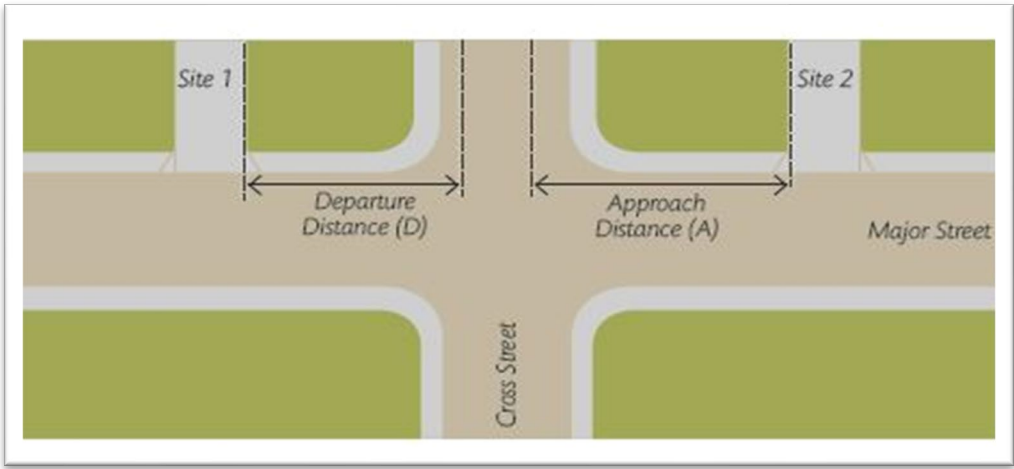 Site 1
Site 2
Departure
Distance (D)
Approach
Distance (A)
Major Street
Cross Street